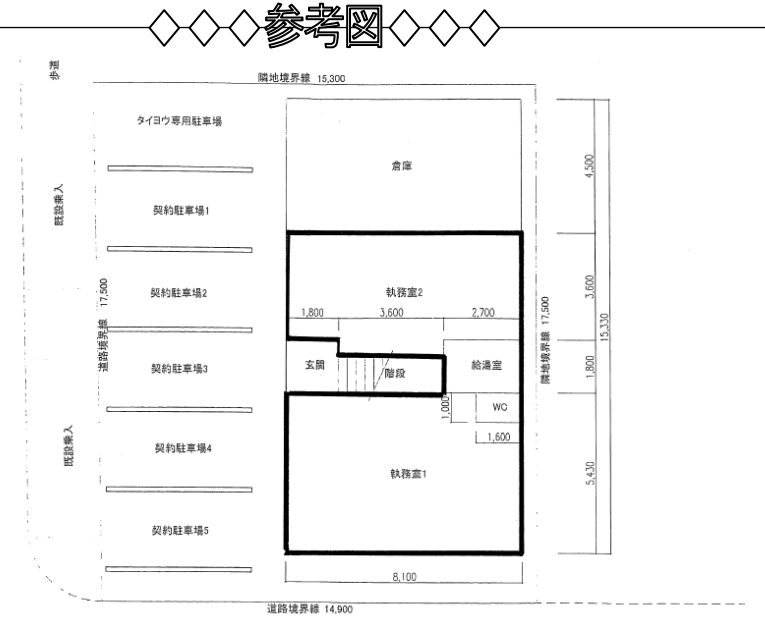 参考図
歩道
隣地境界線 15,300
タイヨウ専用駐車場
倉庫
4,500
既設乗入
契約駐車場1
道路境界線 17,500
契約駐車場2
執務室2
1,800
3,600
2,700
3,600
隣地境界線 17,500
15,330
契約駐車場3
玄関
階段
給湯室
1,800
1,000
WC
1,600
既設乗入
契約駐車場4
執務室1
5,430
契約駐車場5
8,100
道路境界線 14,900